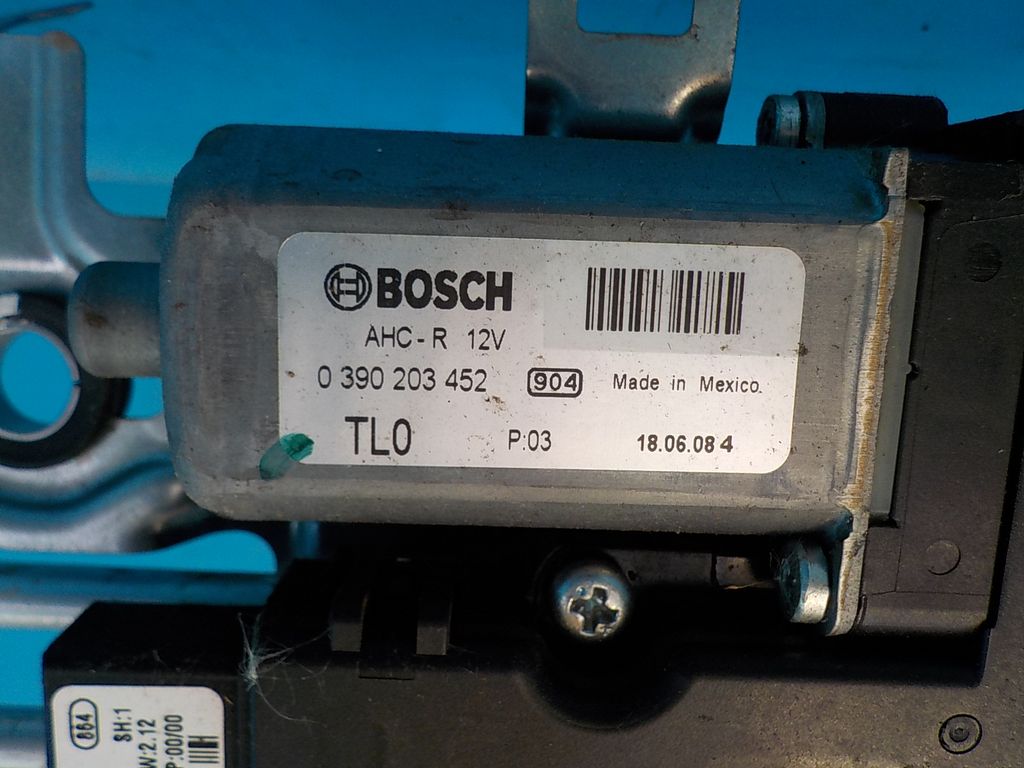 BOSCH
AHC-R 12V
0 390 203 452 904 Made in Mexico
TL0 P:03 18.06.08 4
884
SH:1
W:2.12
P:00/00